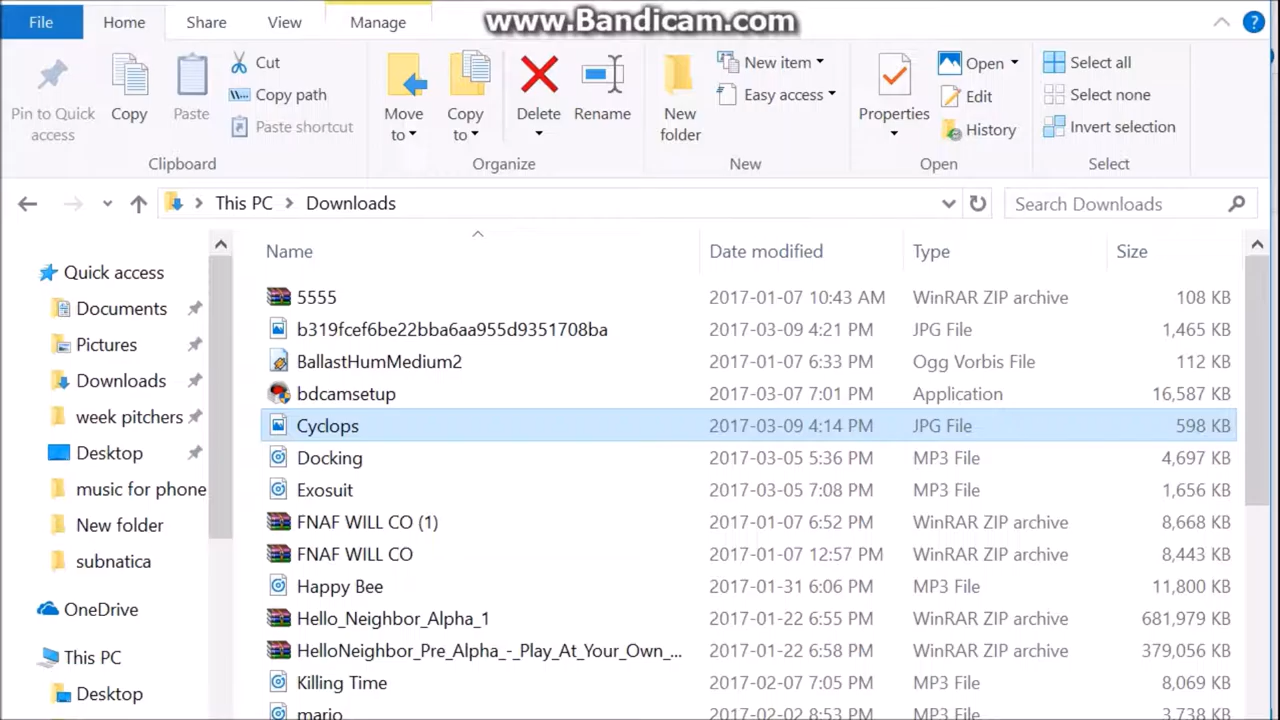 www.Bandicam.com
File Home Share View Manage
Pin to Quick access
Copy
Paste
Cut
Copy path
Paste shortcut
Clipboard
Move to
Copy to
Delete
Rename
Organize
New folder
New item
Easy access
New
Properties
Open
Edit
History
Open
Select all
Select none
Invert selection
Select
This PC > Downloads
Search Downloads
Quick access
Documents
Pictures
Downloads
week pitchers
Desktop
music for phone
New folder
subnatica
OneDrive
This PC
Desktop
Name Date modified Type Size
5555 2017-01-07 10:43 AM WinRAR ZIP archive 108 KB
b319fcef6be22bba6aa955d9351708ba 2017-03-09 4:21 PM JPG File 1,465 KB
BallastHumMedium2 2017-01-07 6:33 PM Ogg Vorbis File 112 KB
bdcamsetup 2017-03-07 7:01 PM Application 16,587 KB
Cyclops 2017-03-09 4:14 PM JPG File 598 KB
Docking 2017-03-05 5:36 PM MP3 File 4,697 KB
Exosuit 2017-03-05 7:08 PM MP3 File 1,656 KB
FNAF WILL CO (1) 2017-01-07 6:52 PM WinRAR ZIP archive 8,668 KB
FNAF WILL CO 2017-01-07 12:57 PM WinRAR ZIP archive 8,443 KB
Happy Bee 2017-01-31 6:06 PM MP3 File 11,800 KB
Hello_Neighbor_Alpha_1 2017-01-22 6:55 PM WinRAR ZIP archive 681,979 KB
HelloNeighbor_Pre_Alpha_-_Play_At_Your_Own_... 2017-01-22 6:58 PM WinRAR ZIP archive 379,056 KB
Killing Time 2017-02-07 7:05 PM MP3 File 8,069 KB
mario 2017-02-02 8:53 PM MP3 File 3,738 KB